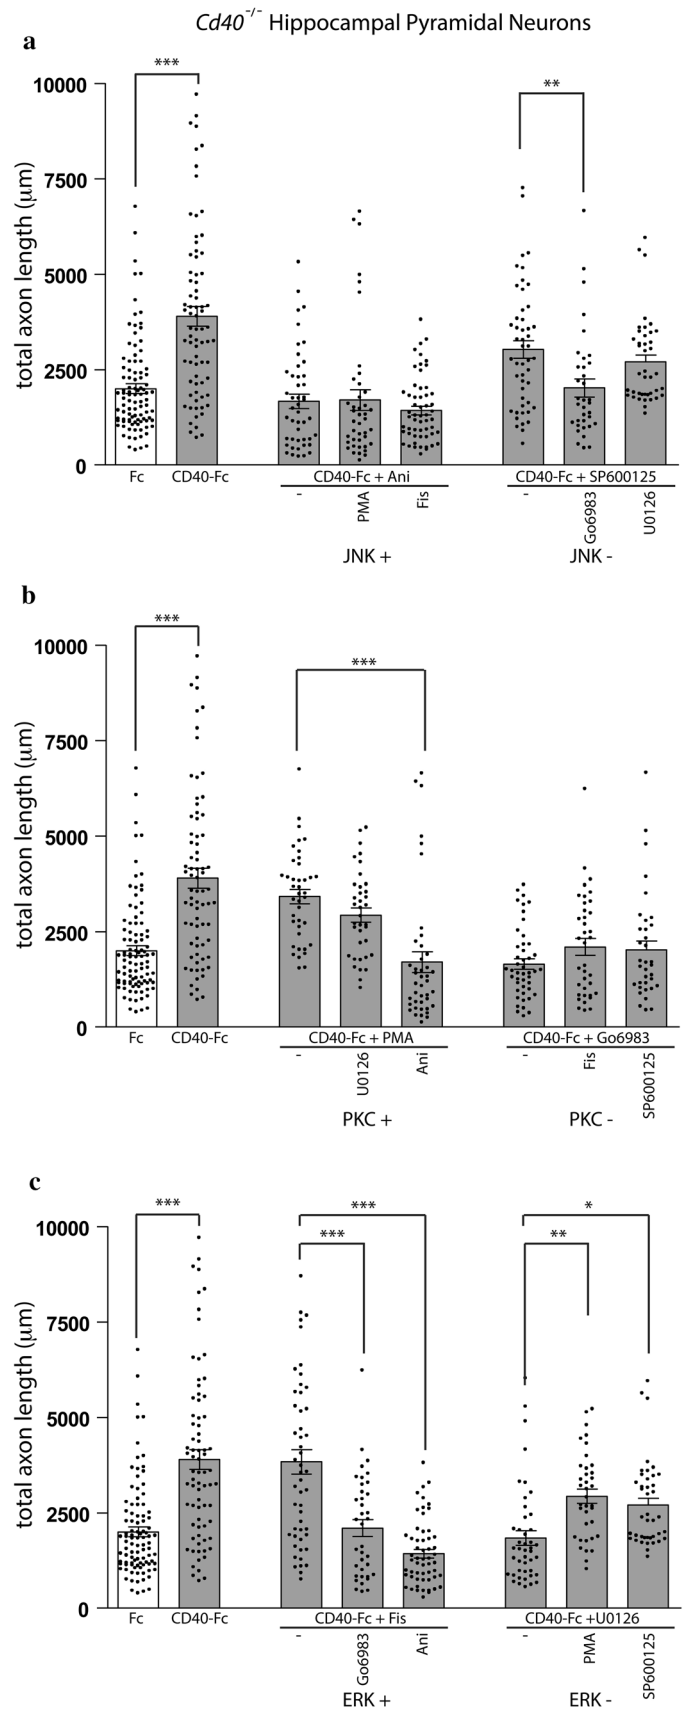 Cd40-/- Hippocampal Pyramidal Neurons
a
***
**
10000
7500
5000
2500
0
total axon length (μm)
Fc CD40-Fc CD40-Fc + Ani CD40-Fc + SP600125
- PMA Fis - Go6983 U0126
JNK + JNK -
b
***
***
10000
7500
5000
2500
0
total axon length (μm)
Fc CD40-Fc CD40-Fc + PMA CD40-Fc + Go6983
- U0126 Ani - Fis SP600125
PKC + PKC -
c
*** *** *
*** **
10000
7500
5000
2500
0
total axon length (μm)
Fc CD40-Fc CD40-Fc + Fis CD40-Fc +U0126
- Go6983 Ani - PMA SP600125
ERK + ERK -